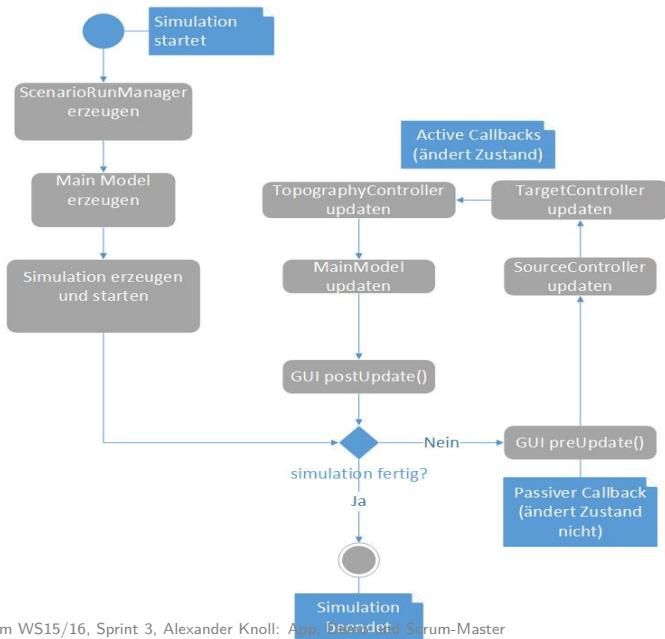 Simulation
startet
ScenarioRunManager
erzeugen
Main Model
erzeugen
Simulation erzeugen
und starten
Active Callbacks
(ändert Zustand)
TopographyController
updaten
TargetController
updaten
MainModel
updaten
SourceController
updaten
GUI postUpdate()
Nein
GUI preUpdate()
simulation fertig?
Ja
Passiver Callback
(ändert Zustand
nicht)
Simulation
beendet
m WS15/16, Sprint 3, Alexander Knoll: App, und Scrum-Master